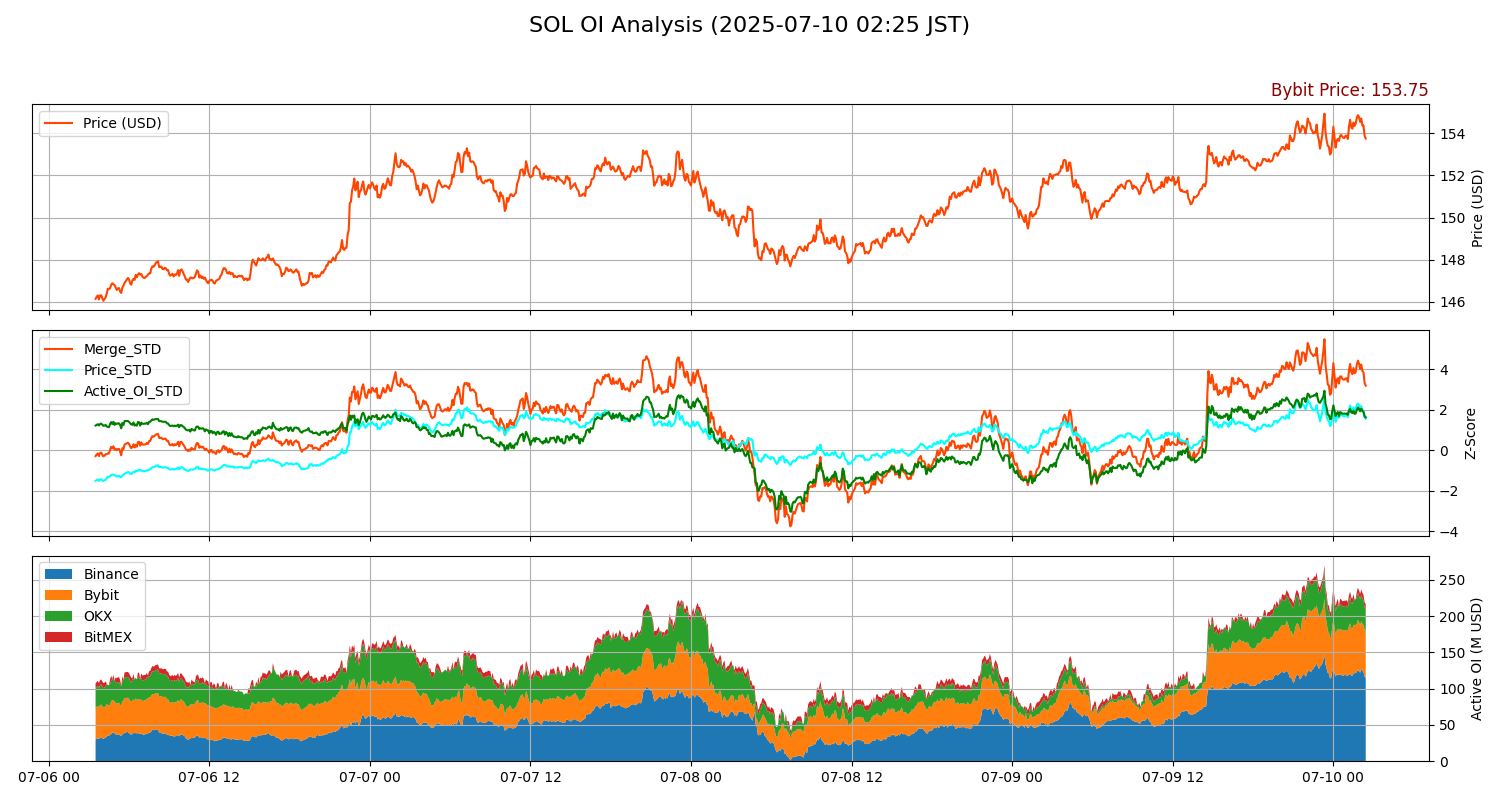 SOL OI Analysis (2025-07-10 02:25 JST)
Bybit Price: 153.75
Price (USD)
154
152
150
148
146
Price (USD)
Merge_STD
Price_STD
Active_OI_STD
4
2
0
−2
−4
Z-Score
Binance
Bybit
OKX
BitMEX
250
200
150
100
50
0
Active OI (M USD)
07-06 00
07-06 12
07-07 00
07-07 12
07-08 00
07-08 12
07-09 00
07-09 12
07-10 00